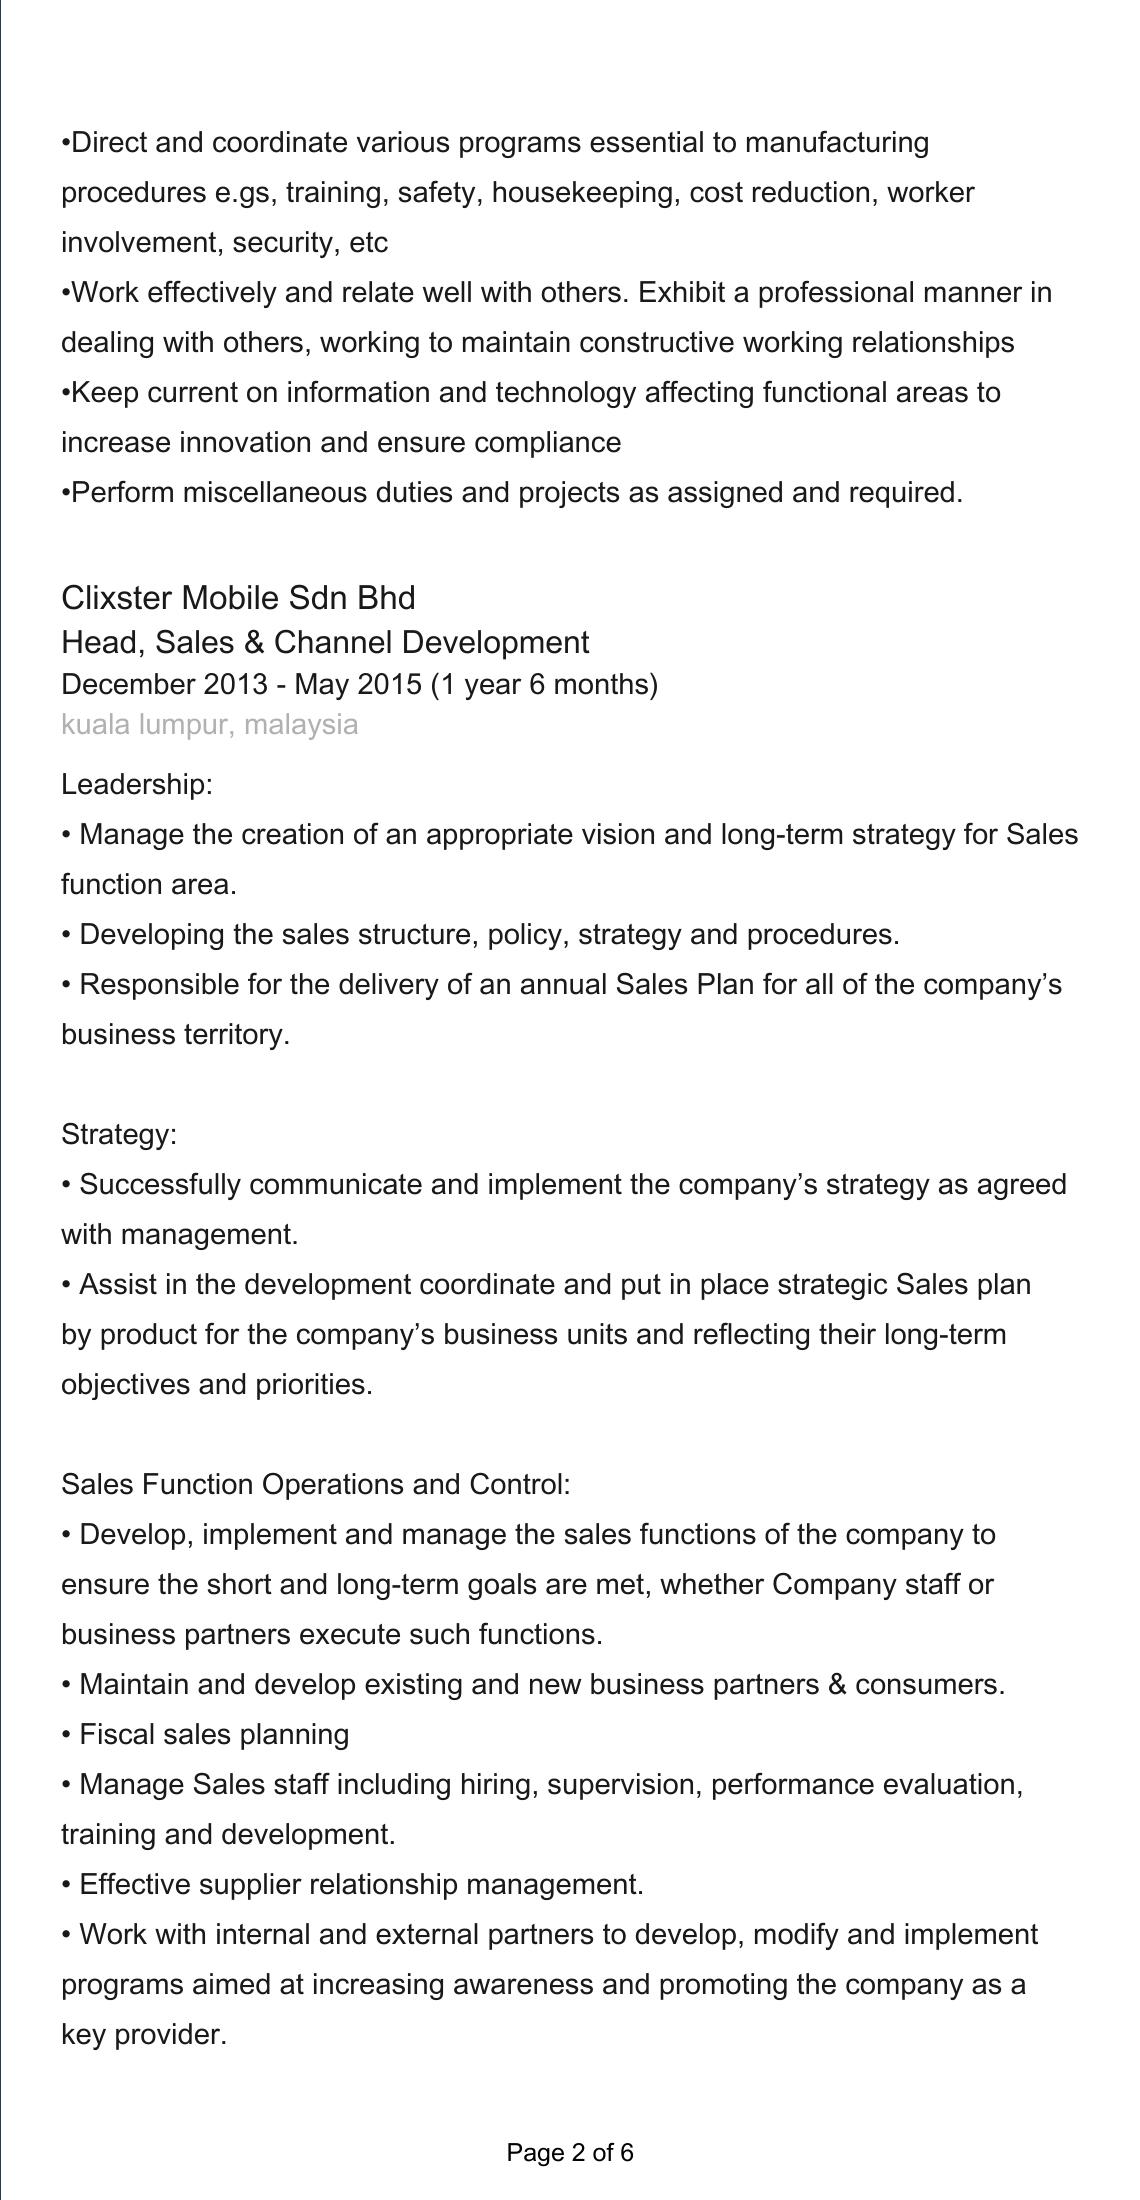 •Direct and coordinate various programs essential to manufacturing
procedures e.gs, training, safety, housekeeping, cost reduction, worker
involvement, security, etc
•Work effectively and relate well with others. Exhibit a professional manner in
dealing with others, working to maintain constructive working relationships
•Keep current on information and technology affecting functional areas to
increase innovation and ensure compliance
•Perform miscellaneous duties and projects as assigned and required.
Clixster Mobile Sdn Bhd
Head, Sales & Channel Development
December 2013 - May 2015 (1 year 6 months)
kuala lumpur, malaysia
Leadership:
• Manage the creation of an appropriate vision and long-term strategy for Sales
function area.
• Developing the sales structure, policy, strategy and procedures.
• Responsible for the delivery of an annual Sales Plan for all of the company’s
business territory.
Strategy:
• Successfully communicate and implement the company’s strategy as agreed
with management.
• Assist in the development coordinate and put in place strategic Sales plan
by product for the company’s business units and reflecting their long-term
objectives and priorities.
Sales Function Operations and Control:
• Develop, implement and manage the sales functions of the company to
ensure the short and long-term goals are met, whether Company staff or
business partners execute such functions.
• Maintain and develop existing and new business partners & consumers.
• Fiscal sales planning
• Manage Sales staff including hiring, supervision, performance evaluation,
training and development.
• Effective supplier relationship management.
• Work with internal and external partners to develop, modify and implement
programs aimed at increasing awareness and promoting the company as a
key provider.
Page 2 of 6